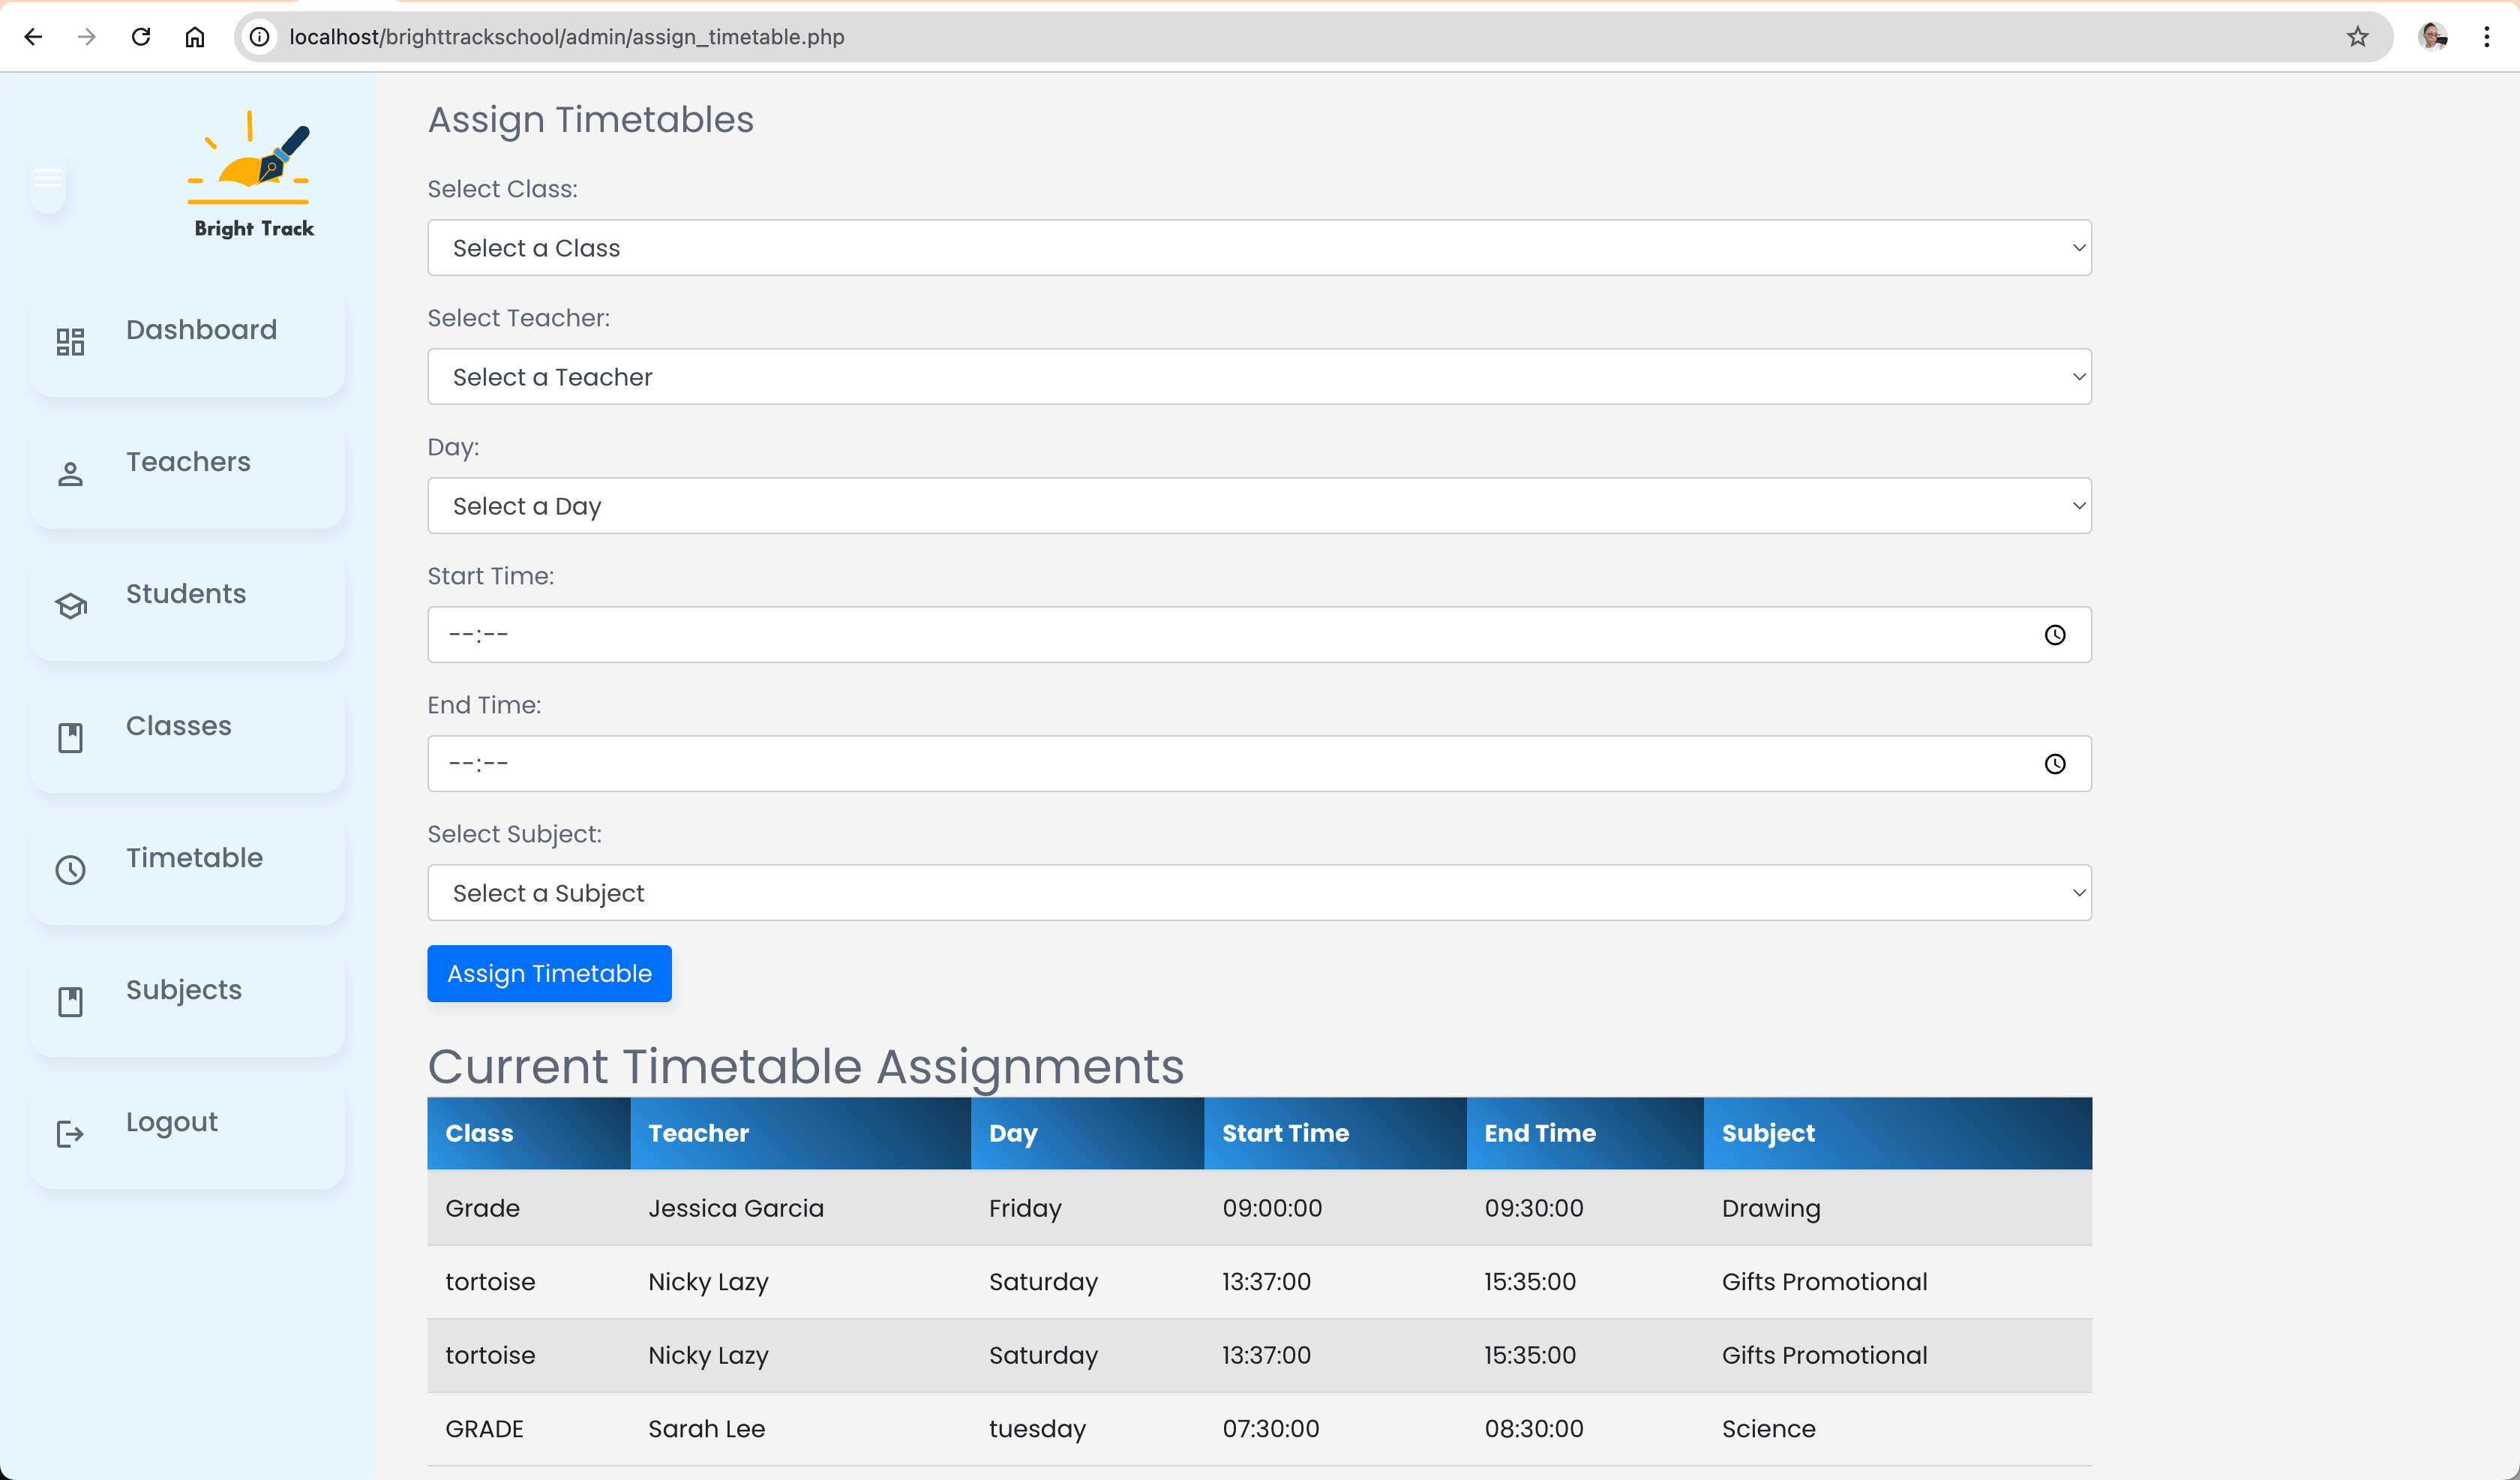 localhost/brighttrackschool/admin/assign_timetable.php
Bright Track
Dashboard
Teachers
Students
Classes
Timetable
Subjects
Logout
Assign Timetables
Select Class:
Select a Class
Select Teacher:
Select a Teacher
Day:
Select a Day
Start Time:
--:--
End Time:
--:--
Select Subject:
Select a Subject
Assign Timetable
Current Timetable Assignments
Class Teacher Day Start Time End Time Subject
Grade Jessica Garcia Friday 09:00:00 09:30:00 Drawing
tortoise Nicky Lazy Saturday 13:37:00 15:35:00 Gifts Promotional
tortoise Nicky Lazy Saturday 13:37:00 15:35:00 Gifts Promotional
GRADE Sarah Lee tuesday 07:30:00 08:30:00 Science